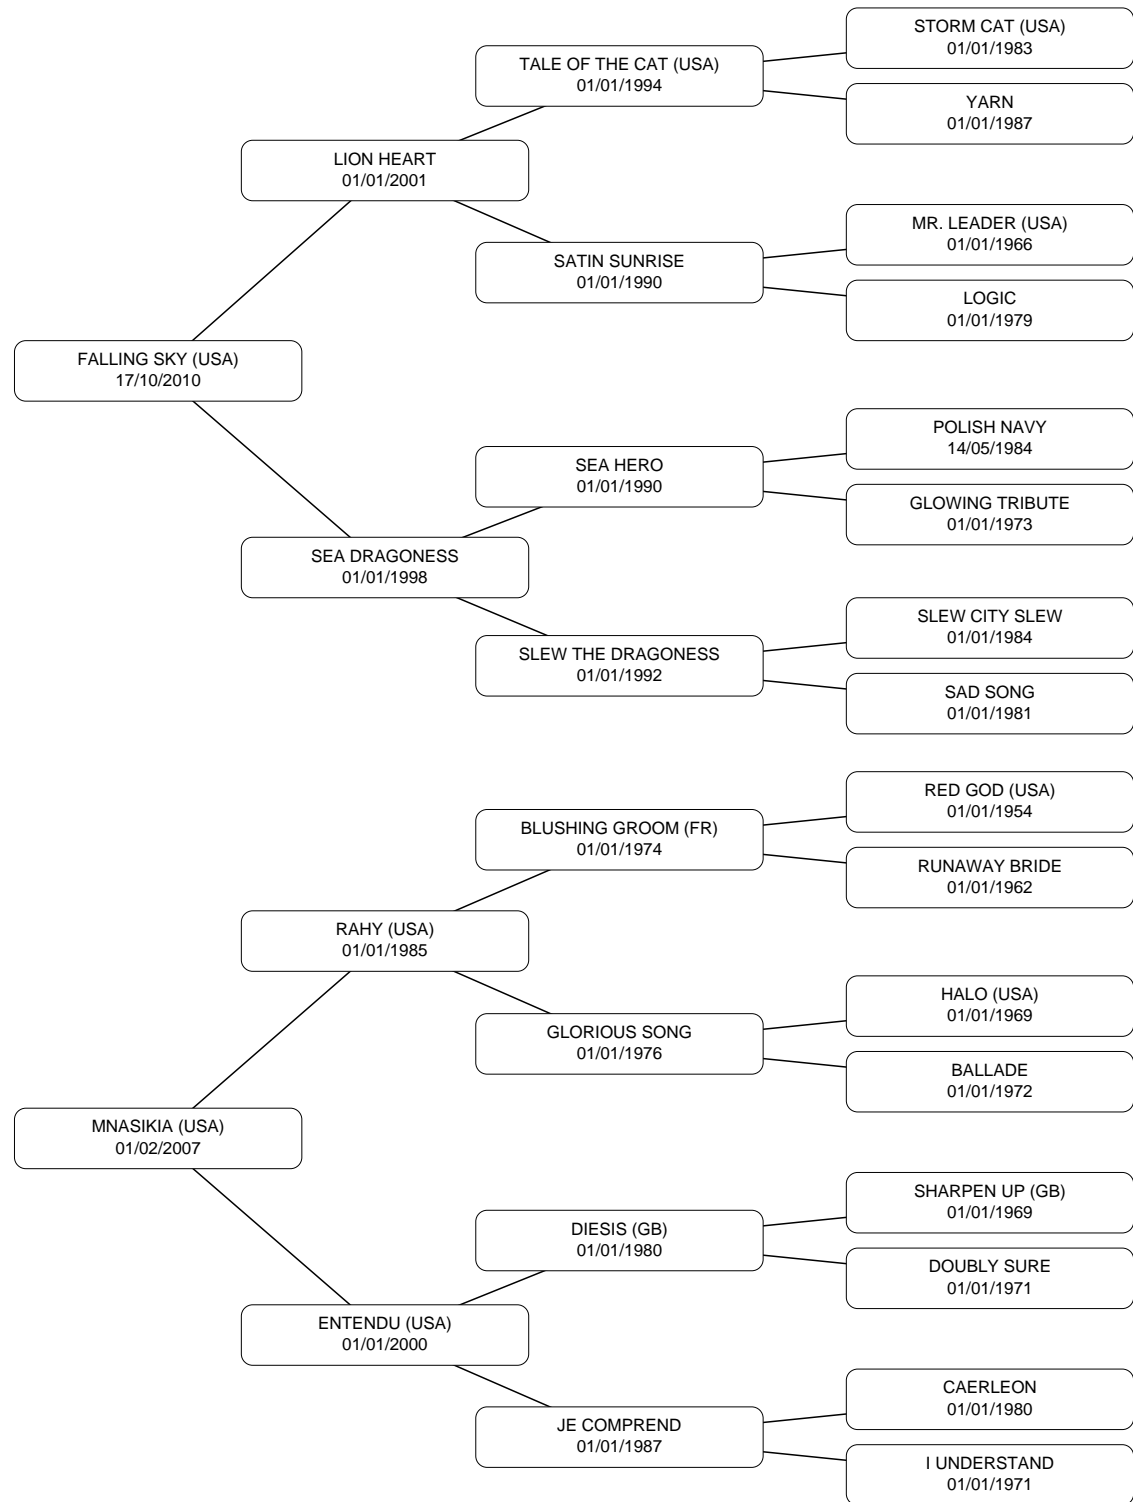 STORM CAT (USA)
01/01/1983
TALE OF THE CAT (USA)
01/01/1994
YARN
01/01/1987
LION HEART
01/01/2001
MR. LEADER (USA)
01/01/1966
SATIN SUNRISE
01/01/1990
LOGIC
01/01/1979
FALLING SKY (USA)
17/10/2010
POLISH NAVY
14/05/1984
SEA HERO
01/01/1990
GLOWING TRIBUTE
01/01/1973
SEA DRAGONESS
01/01/1998
SLEW CITY SLEW
01/01/1984
SLEW THE DRAGONESS
01/01/1992
SAD SONG
01/01/1981
RED GOD (USA)
01/01/1954
BLUSHING GROOM (FR)
01/01/1974
RUNAWAY BRIDE
01/01/1962
RAHY (USA)
01/01/1985
HALO (USA)
01/01/1969
GLORIOUS SONG
01/01/1976
BALLADE
01/01/1972
MNASIKIA (USA)
01/02/2007
SHARPEN UP (GB)
01/01/1969
DIESIS (GB)
01/01/1980
DOUBLY SURE
01/01/1971
ENTENDU (USA)
01/01/2000
CAERLEON
01/01/1980
JE COMPREND
01/01/1987
I UNDERSTAND
01/01/1971